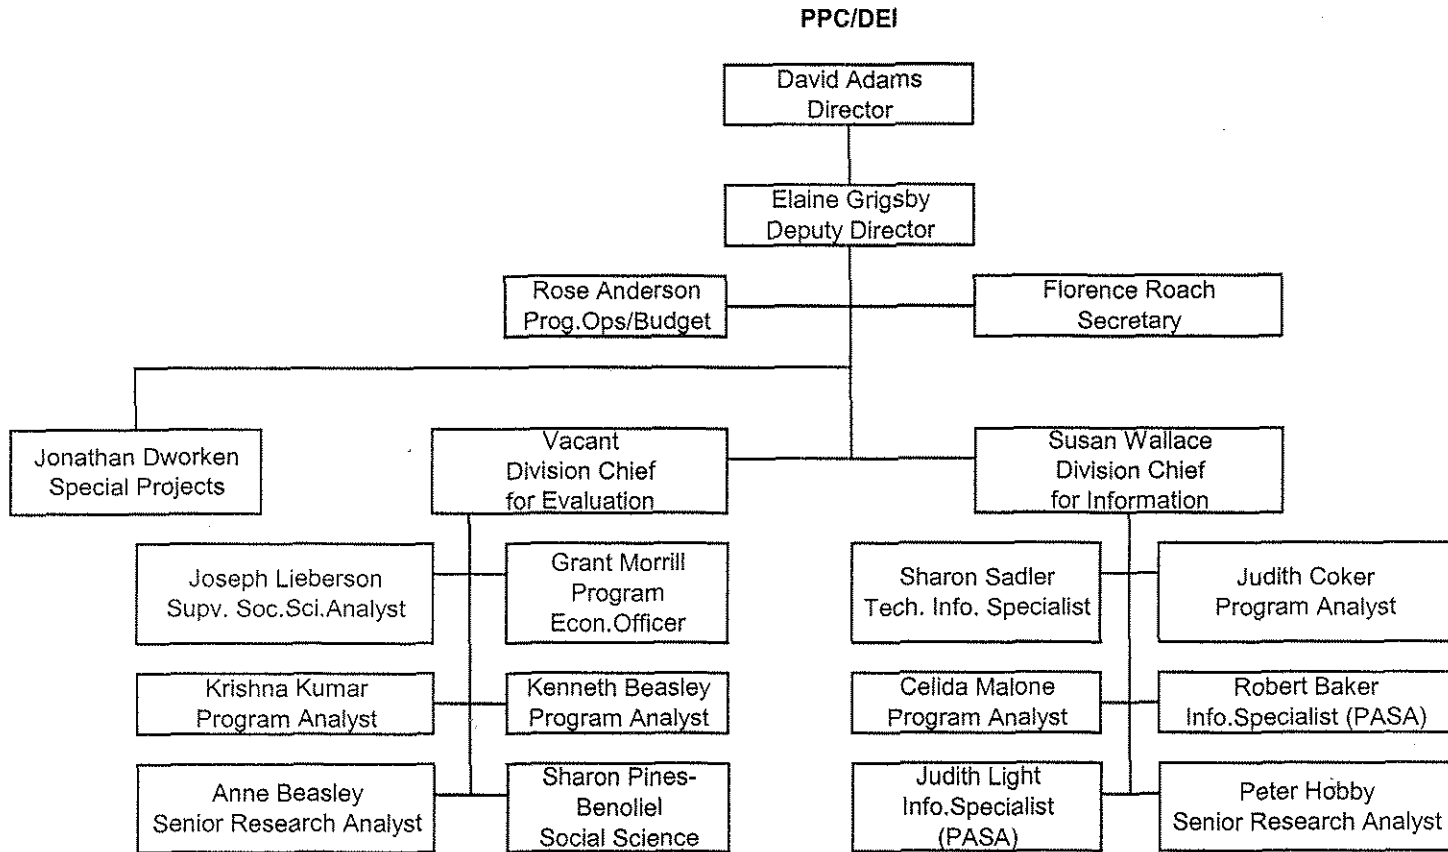 PPC/DEI
David Adams
Director
Elaine Grigsby
Deputy Director
Rose Anderson
Prog.Ops/Budget
Florence Roach
Secretary
Jonathan Dworken
Special Projects
Vacant
Division Chief
for Evaluation
Susan Wallace
Division Chief
for Information
Joseph Lieberson
Supv. Soc.Sci.Analyst
Grant Morrill
Program
Econ.Officer
Sharon Sadler
Tech. Info. Specialist
Judith Coker
Program Analyst
Krishna Kumar
Program Analyst
Kenneth Beasley
Program Analyst
Celida Malone
Program Analyst
Robert Baker
Info.Specialist (PASA)
Anne Beasley
Senior Research Analyst
Sharon Pines-
Benoliel
Social Science
Judith Light
Info.Specialist
(PASA)
Peter Hobby
Senior Research Analyst